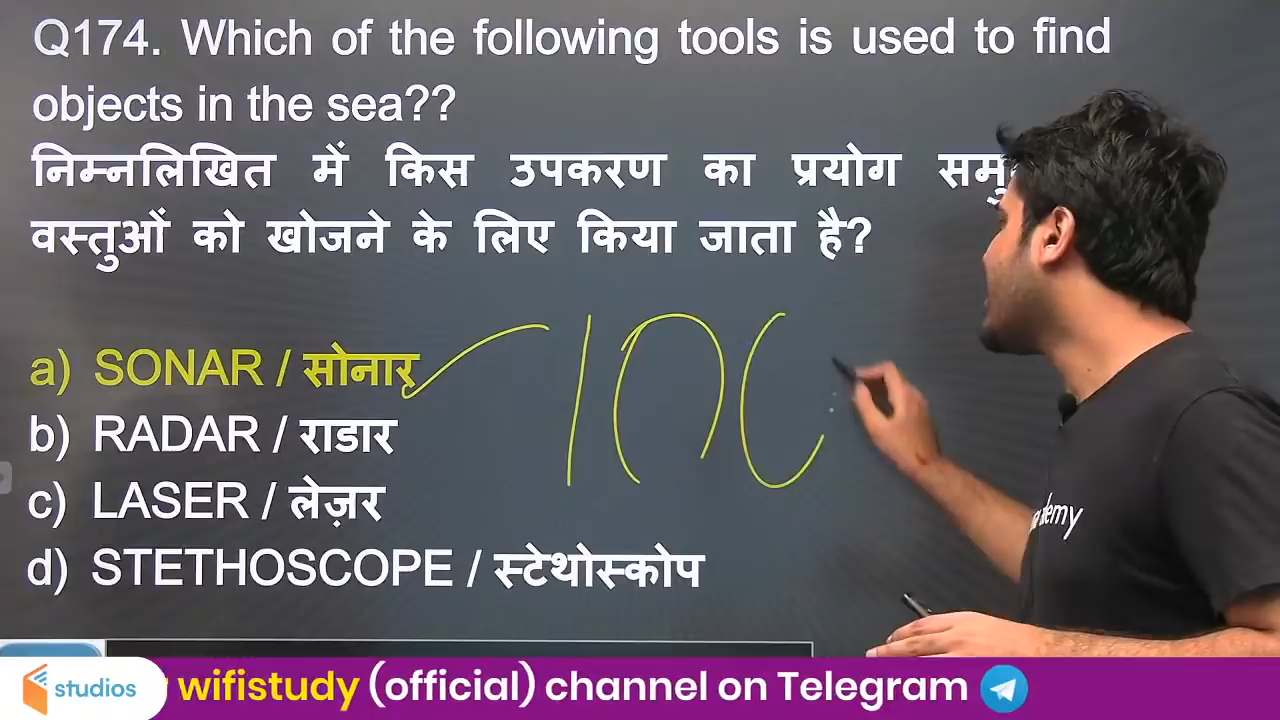 Q174. Which of the following tools is used to find
objects in the sea??
निम्नलिखित में किस उपकरण का प्रयोग
वस्तुओं को खोजने के लिए किया जाता है?
a) SONAR / सोनार
b) RADAR / राडार
c) LASER / लेज़र
d) STETHOSCOPE / स्टेथोस्कोप
studios
wifistudy (official) channel on Telegram